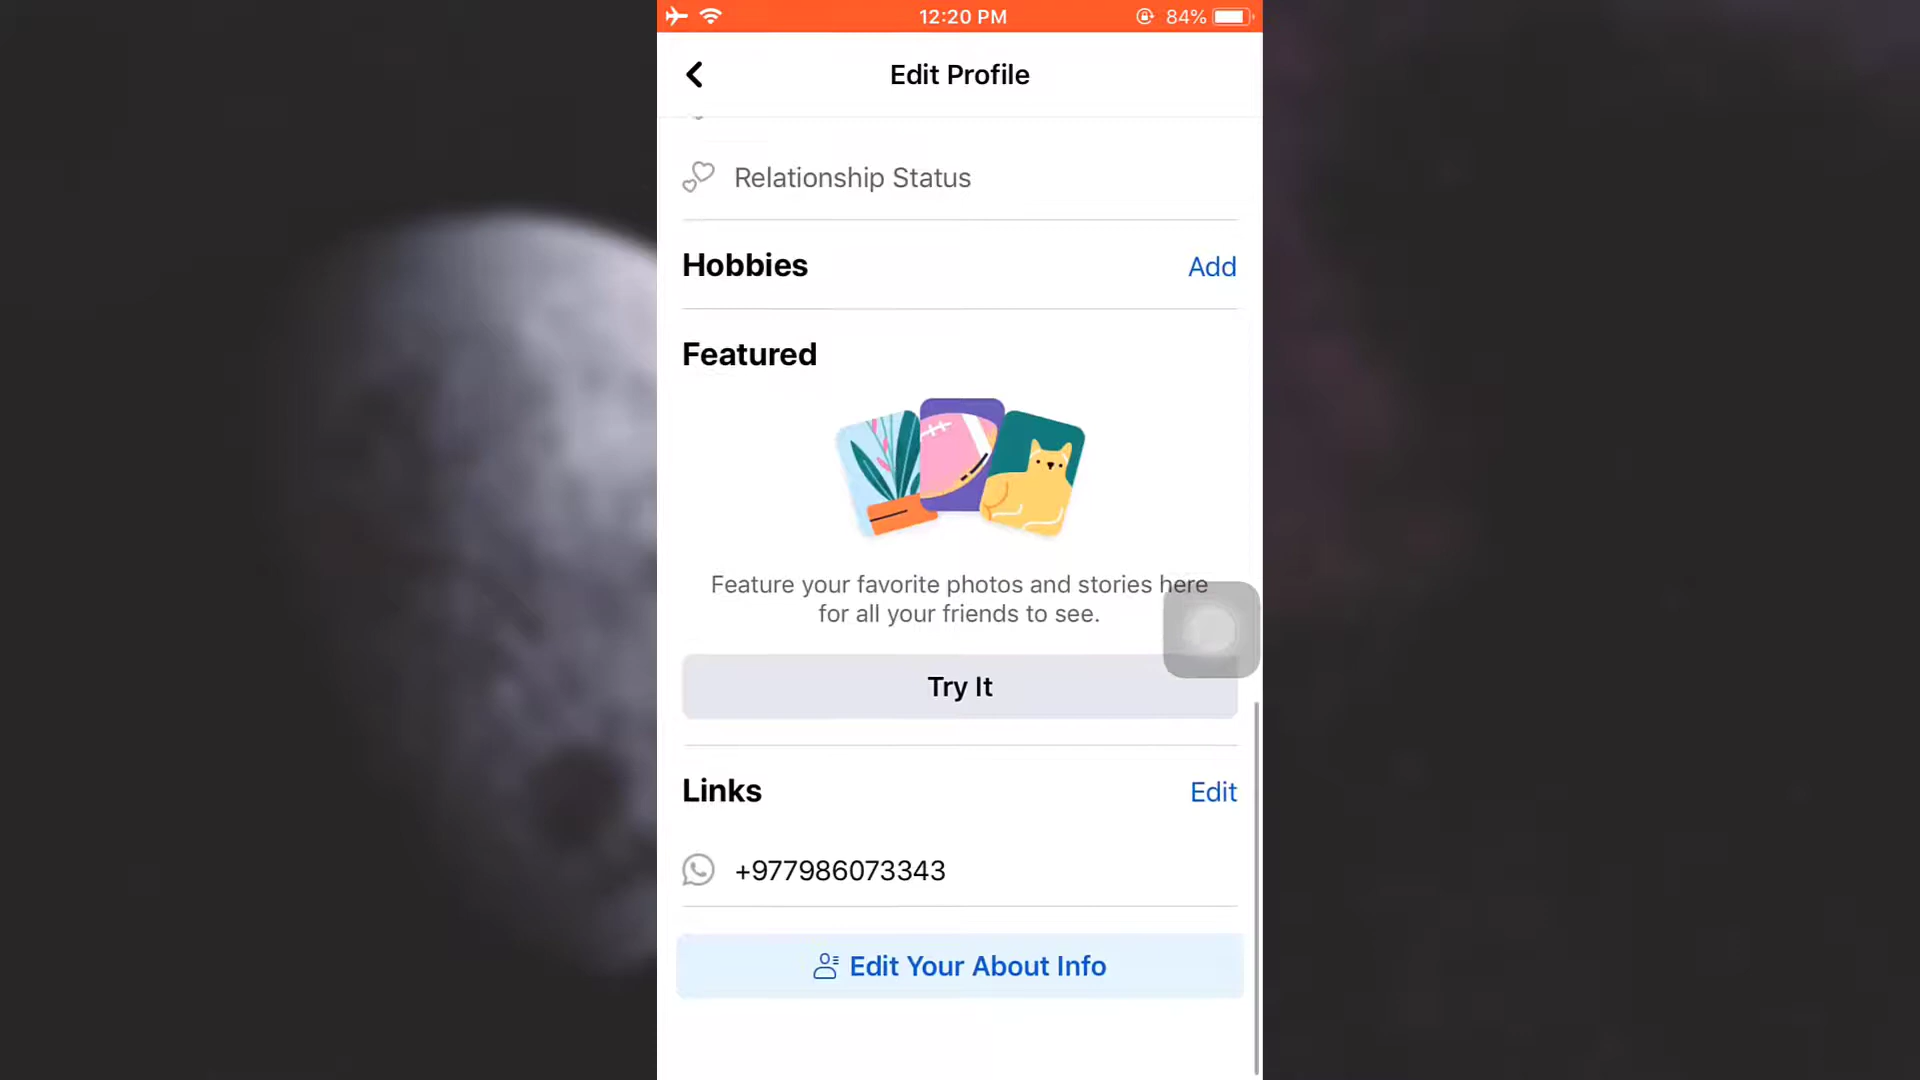 12:20 PM
84%
Edit Profile
Relationship Status
Hobbies
Add
Featured
Feature your favorite photos and stories here
for all your friends to see.
Try It
Links
Edit
+977986073343
Edit Your About Info